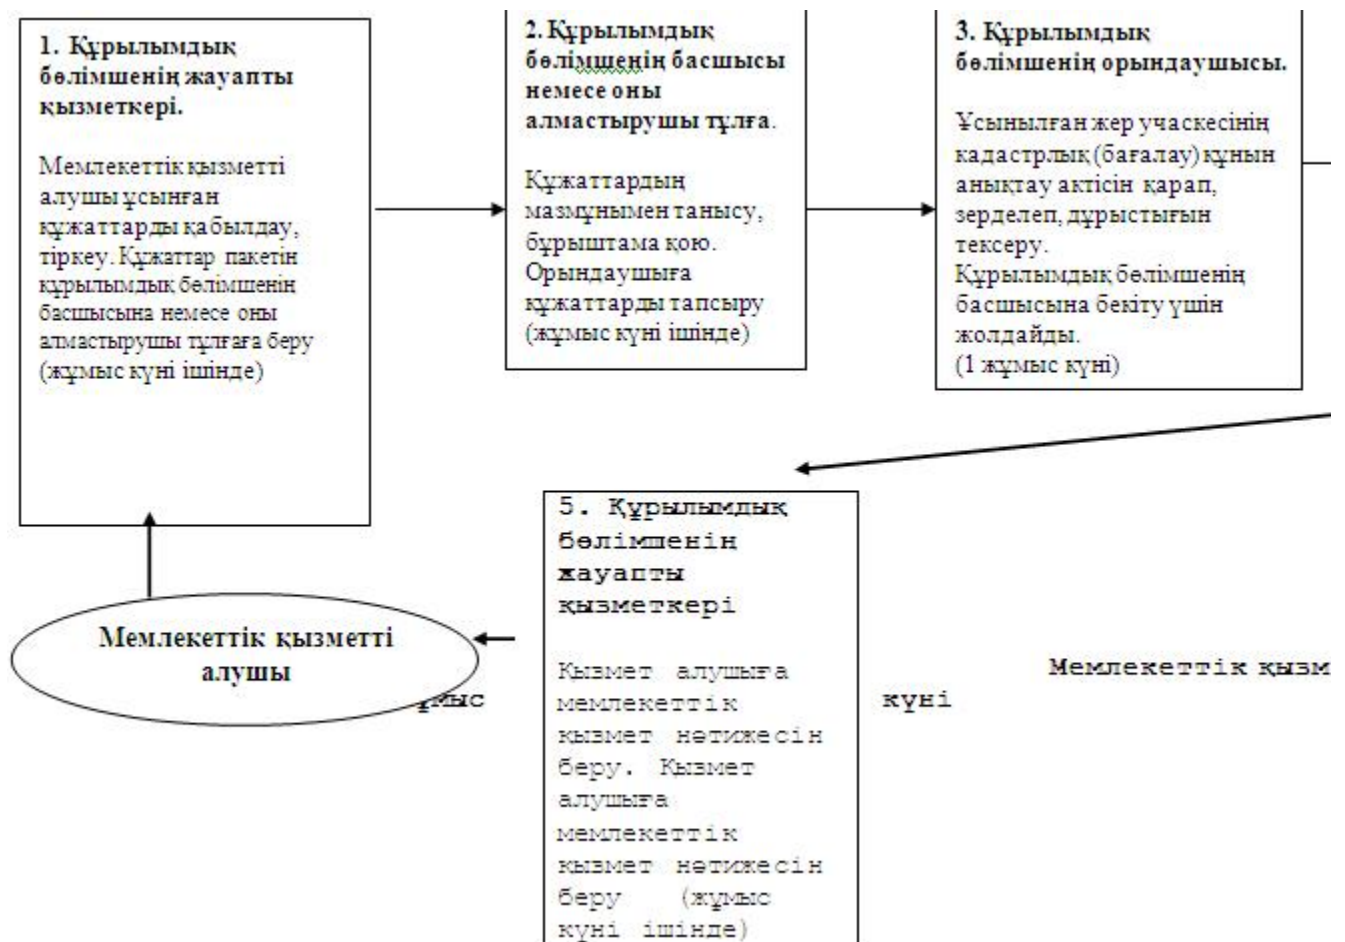 1. Құрылымдық
бөлімшенің жауапты
қызметкері.
Мемлекеттік қызметті
алушы ұсынған
құжаттарды қабылдау,
тіркеу. Құжаттар пакетін
құрылымдық бөлімшенің
басшысына немесе оны
алмастырушы тұлғаға беру
(жұмыс күні ішінде)
2. Құрылымдық
бөлімшенің басшысы
немесе оны
алмастырушы тұлға.
Құжаттардың
мазмұнымен танысу,
бұрыштама қою.
Орындаушыға
құжаттарды тапсыру
(жұмыс күні ішінде)
3. Құрылымдық
бөлімшенің орындаушысы.
Ұсынылған жер учаскесінің
кадастрлық (бағалау) құнын
анықтау актісін қарап,
зерделеп, дұрыстығын
тексеру.
Құрылымдық бөлімшенің
басшысына бекіту үшін
жолдайды.
(1 жұмыс күні)
5. Құрылымдық
бөлімшенің
жауапты
қызметкері
Қызмет алушыға
мемлекеттік
қызмет нәтижесін
беру. Қызмет
алушыға
мемлекеттік
қызмет нәтижесін
беру (жұмыс
күні ішінде)
Мемлекеттік қызметті
алушы
ұмыс
күні
Мемлекеттік қызм